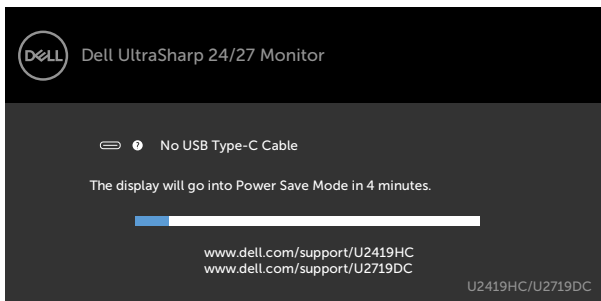 DELL
Dell UltraSharp 24/27 Monitor
? No USB Type-C Cable
The display will go into Power Save Mode in 4 minutes.
www.dell.com/support/U2419HC
www.dell.com/support/U2719DC
U2419HC/U2719DC